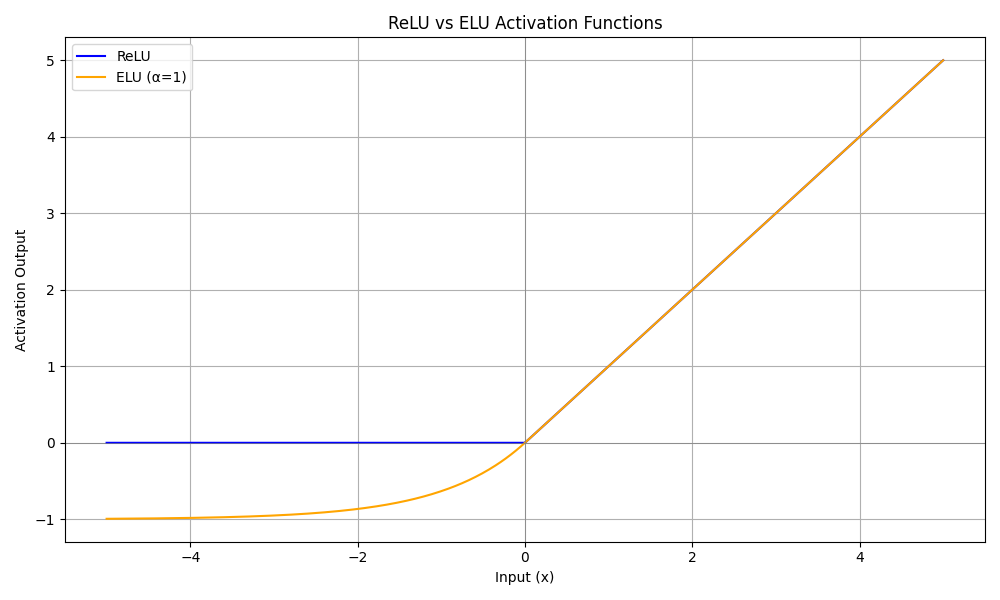 ReLU vs ELU Activation Functions
ReLU
ELU (α=1)
Activation Output
5
4
3
2
1
0
−1
−4
−2
0
2
4
Input (x)